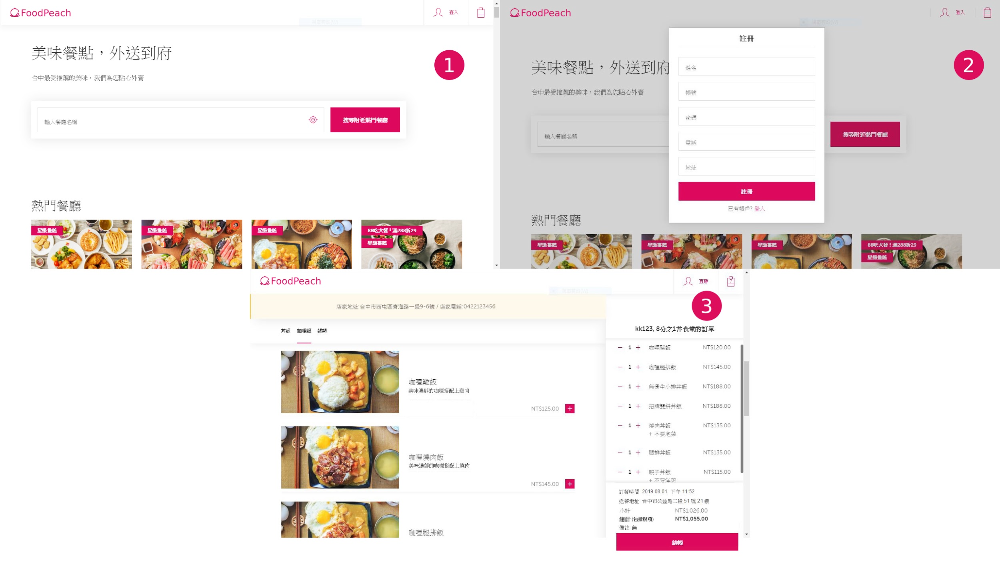 FoodPeach
登入
美味餐點，外送到府
1
台中最受推薦的美味，我們為您貼心外賣
輸入餐廳名稱
搜尋附近熱門餐廳
熱門餐廳
星級推薦
星級推薦
星級推薦
88吃大餐！滿288折29
星級推薦
FoodPeach
登入
美味餐點，外送到府
2
台中最受推薦的美味，我們為您貼心外賣
輸入餐廳名稱
搜尋附近熱門餐廳
註冊
姓名
帳號
密碼
電話
地址
註冊
已有帳戶? 登入
熱門餐廳
星級推薦
星級推薦
星級推薦
88吃大餐！滿288折29
星級推薦
FoodPeach
宜靜
7
3
店家地址:台中市西屯區青海路一段9-6號 / 店家電話:0422123456
丼飯 咖哩飯 麵類
咖哩雞飯
美味濃郁的咖哩搭配上雞肉
NT$125.00 +
咖哩燒肉飯
美味濃郁的咖哩搭配上燒肉
NT$145.00 +
咖哩腿排飯
kk123, 8分之1丼食堂的訂單
− 1 + 咖哩豬飯 NT$120.00
− 1 + 咖哩腿排飯 NT$145.00
− 1 + 無骨牛小排丼飯 NT$188.00
− 1 + 招牌雙拼丼飯 NT$188.00
− 1 + 燒肉丼飯 NT$135.00
+ 不要泡菜
− 1 + 腿排丼飯 NT$135.00
− 1 + 親子丼飯 NT$115.00
+ 不要洋蔥
訂餐時間 2019.08.01 下午 11:52
送餐地址 台中市公益路二段51號21樓
小計 NT$1,026.00
總計 (包括稅項) NT$1,055.00
備註 無
結帳